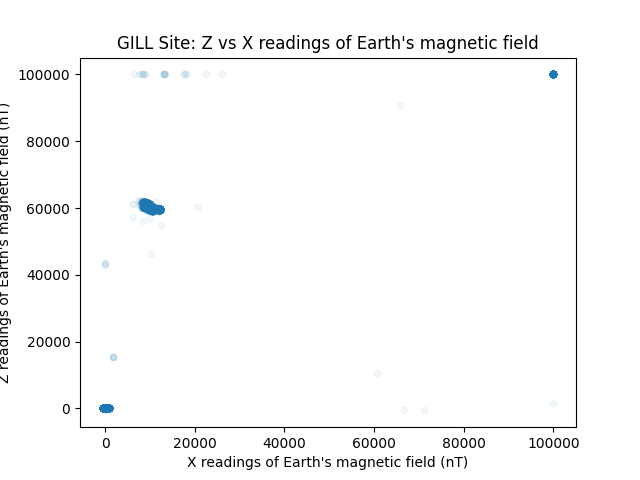 GILL Site: Z vs X readings of Earth's magnetic field
Z readings of Earth's magnetic field (nT)
100000
80000
60000
40000
20000
0
0 20000 40000 60000 80000 100000
X readings of Earth's magnetic field (nT)